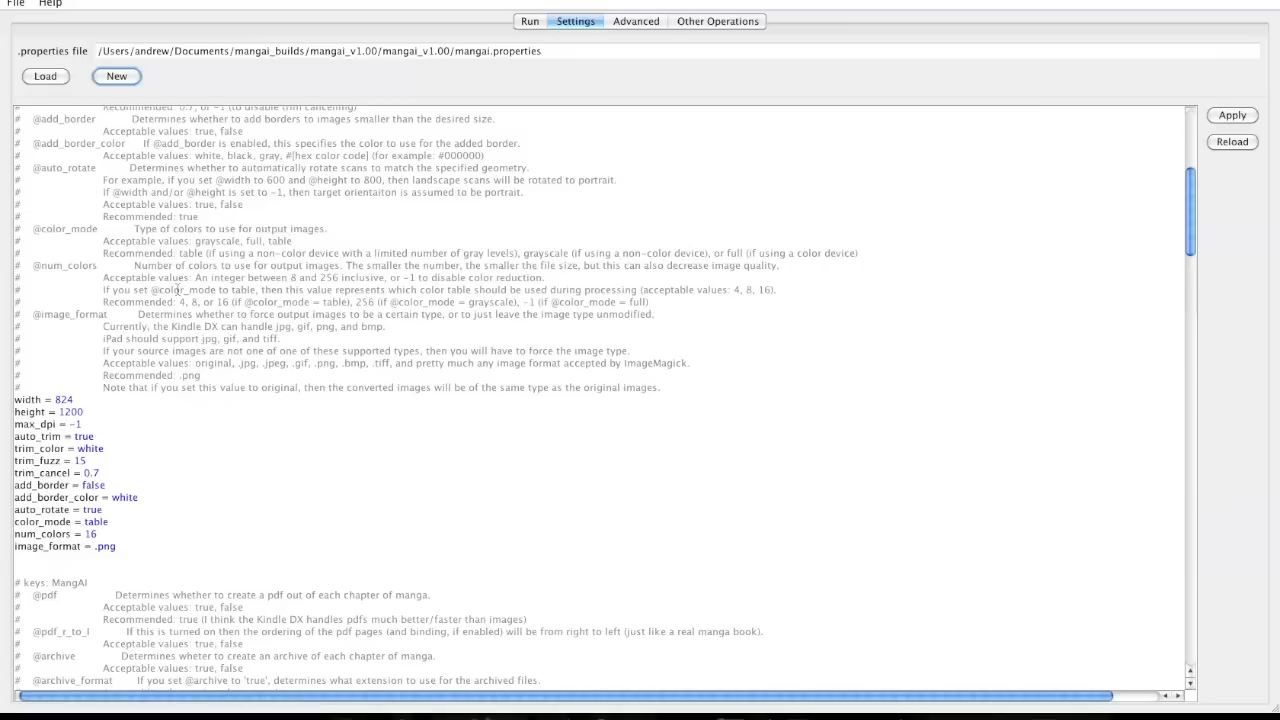 File Help
Run Settings Advanced Other Operations
.properties file /Users/andrew/Documents/mangai_builds/mangai_v1.00/mangai_v1.00/mangai.properties
Load New
Apply
Reload
# Recommended: 0.7, or -1 (to disable trim cancelling)
# @add_border Determines whether to add borders to images smaller than the desired size.
# Acceptable values: true, false
# @add_border_color If @add_border is enabled, this specifies the color to use for the added border.
# Acceptable values: white, black, gray, #[hex color code] (for example: #000000)
# @auto_rotate Determines whether to automatically rotate scans to match the specified geometry.
# For example, if you set @width to 600 and @height to 800, then landscape scans will be rotated to portrait.
# If @width and/or @height is set to -1, then target orientaiton is assumed to be portrait.
# Acceptable values: true, false
# Recommended: true
# @color_mode Type of colors to use for output images.
# Acceptable values: grayscale, full, table
# Recommended: table (if using a non-color device with a limited number of gray levels), grayscale (if using a non-color device), or full (if using a color device)
# @num_colors Number of colors to use for output images. The smaller the number, the smaller the file size, but this can also decrease image quality.
# Acceptable values: An integer between 8 and 256 inclusive, or -1 to disable color reduction.
# If you set @color_mode to table, then this value represents which color table should be used during processing (acceptable values: 4, 8, 16).
# Recommended: 4, 8, or 16 (if @color_mode = table), 256 (if @color_mode = grayscale), -1 (if @color_mode = full)
# @image_format Determines whether to force output images to be a certain type, or to just leave the image type unmodified.
# Currently, the Kindle DX can handle jpg, gif, png, and bmp.
# iPad should support jpg, gif, and tiff.
# If your source images are not one of one of these supported types, then you will have to force the image type.
# Acceptable values: original, .jpg, .jpeg, .gif, .png, .bmp, .tiff, and pretty much any image format accepted by ImageMagick.
# Recommended: .png
# Note that if you set this value to original, then the converted images will be of the same type as the original images.
width = 824
height = 1200
max_dpi = -1
auto_trim = true
trim_color = white
trim_fuzz = 15
trim_cancel = 0.7
add_border = false
add_border_color = white
auto_rotate = true
color_mode = table
num_colors = 16
image_format = .png
# keys: MangAI
# @pdf Determines whether to create a pdf out of each chapter of manga.
# Acceptable values: true, false
# Recommended: true (I think the Kindle DX handles pdfs much better/faster than images)
# @pdf_r_to_l If this is turned on then the ordering of the pdf pages (and binding, if enabled) will be from right to left (just like a real manga book).
# Acceptable values: true, false
# @archive Determines wheter to create an archive of each chapter of manga.
# Acceptable values: true, false
# @archive_format If you set @archive to 'true', determines what extension to use for the archived files.